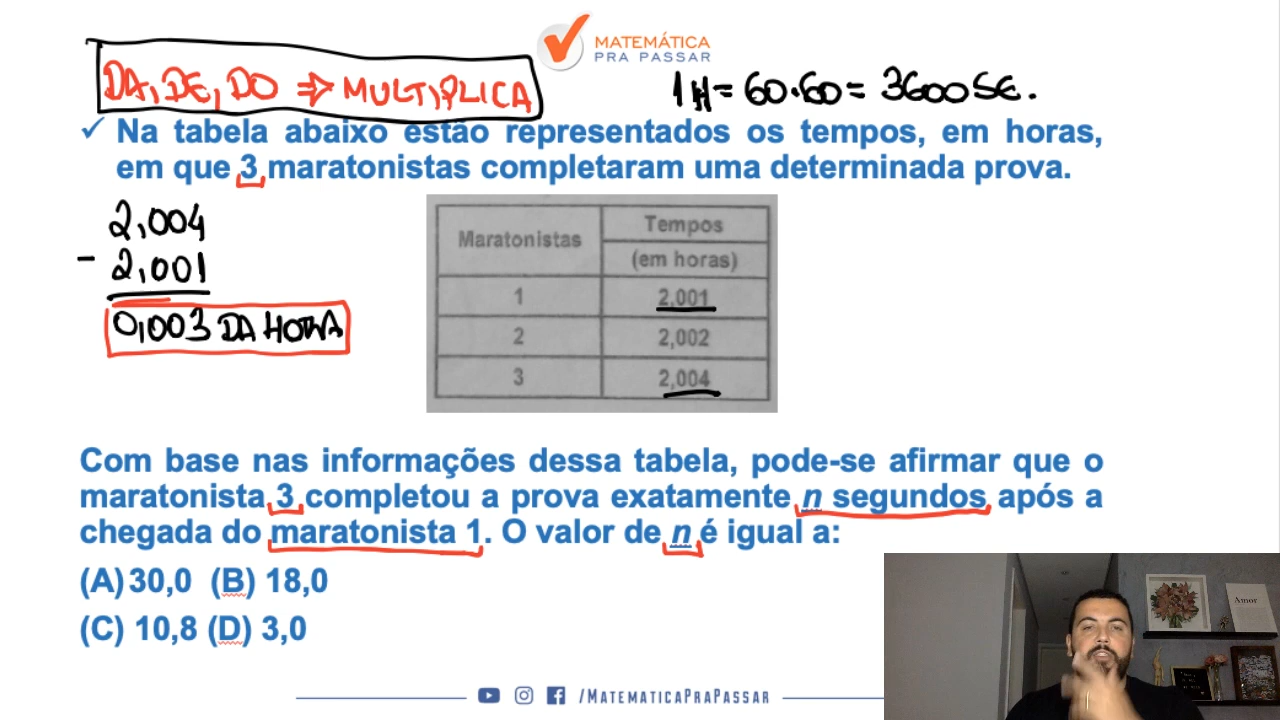 MATEMÁTICA
PRA PASSAR
DA, DE, DO ⇒ MULTIPLICA
1H = 60·60 = 3600 SE.
✓ Na tabela abaixo estão representados os tempos, em horas,
em que 3 maratonistas completaram uma determinada prova.
2,004
- 2,001
0,003 DA HORA
Maratonistas
Tempos
(em horas)
1 2,001
2 2,002
3 2,004
Com base nas informações dessa tabela, pode-se afirmar que o
maratonista 3 completou a prova exatamente n segundos após a
chegada do maratonista 1. O valor de n é igual a:
(A) 30,0 (B) 18,0
(C) 10,8 (D) 3,0
Amor
/MATEMATICAPRAPASSAR